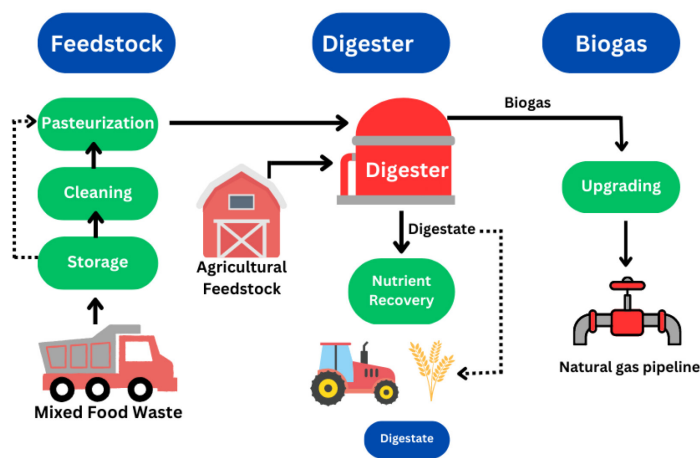 Feedstock
Digester
Biogas
Pasteurization
Cleaning
Storage
Mixed Food Waste
Agricultural
Feedstock
Digester
Digestate
Nutrient
Recovery
Digestate
Biogas
Upgrading
Natural gas pipeline